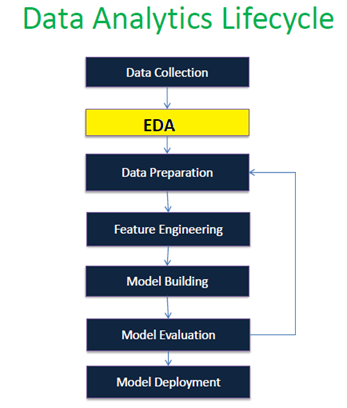 Data Analytics Lifecycle
Data Collection
EDA
Data Preparation
Feature Engineering
Model Building
Model Evaluation
Model Deployment